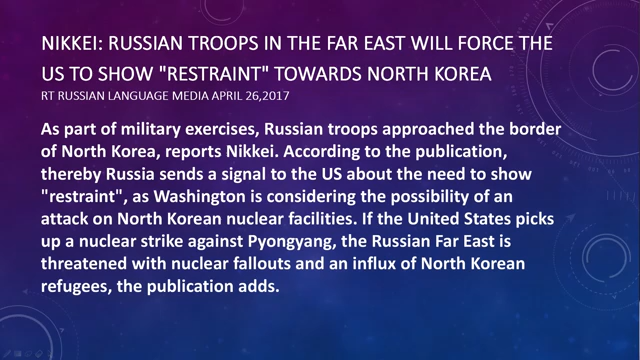 NIKKEI: RUSSIAN TROOPS IN THE FAR EAST WILL FORCE THE
US TO SHOW "RESTRAINT" TOWARDS NORTH KOREA
RT RUSSIAN LANGUAGE MEDIA APRIL 26,2017
As part of military exercises, Russian troops approached the border
of North Korea, reports Nikkei. According to the publication,
thereby Russia sends a signal to the US about the need to show
"restraint", as Washington is considering the possibility of an
attack on North Korean nuclear facilities. If the United States picks
up a nuclear strike against Pyongyang, the Russian Far East is
threatened with nuclear fallouts and an influx of North Korean
refugees, the publication adds.